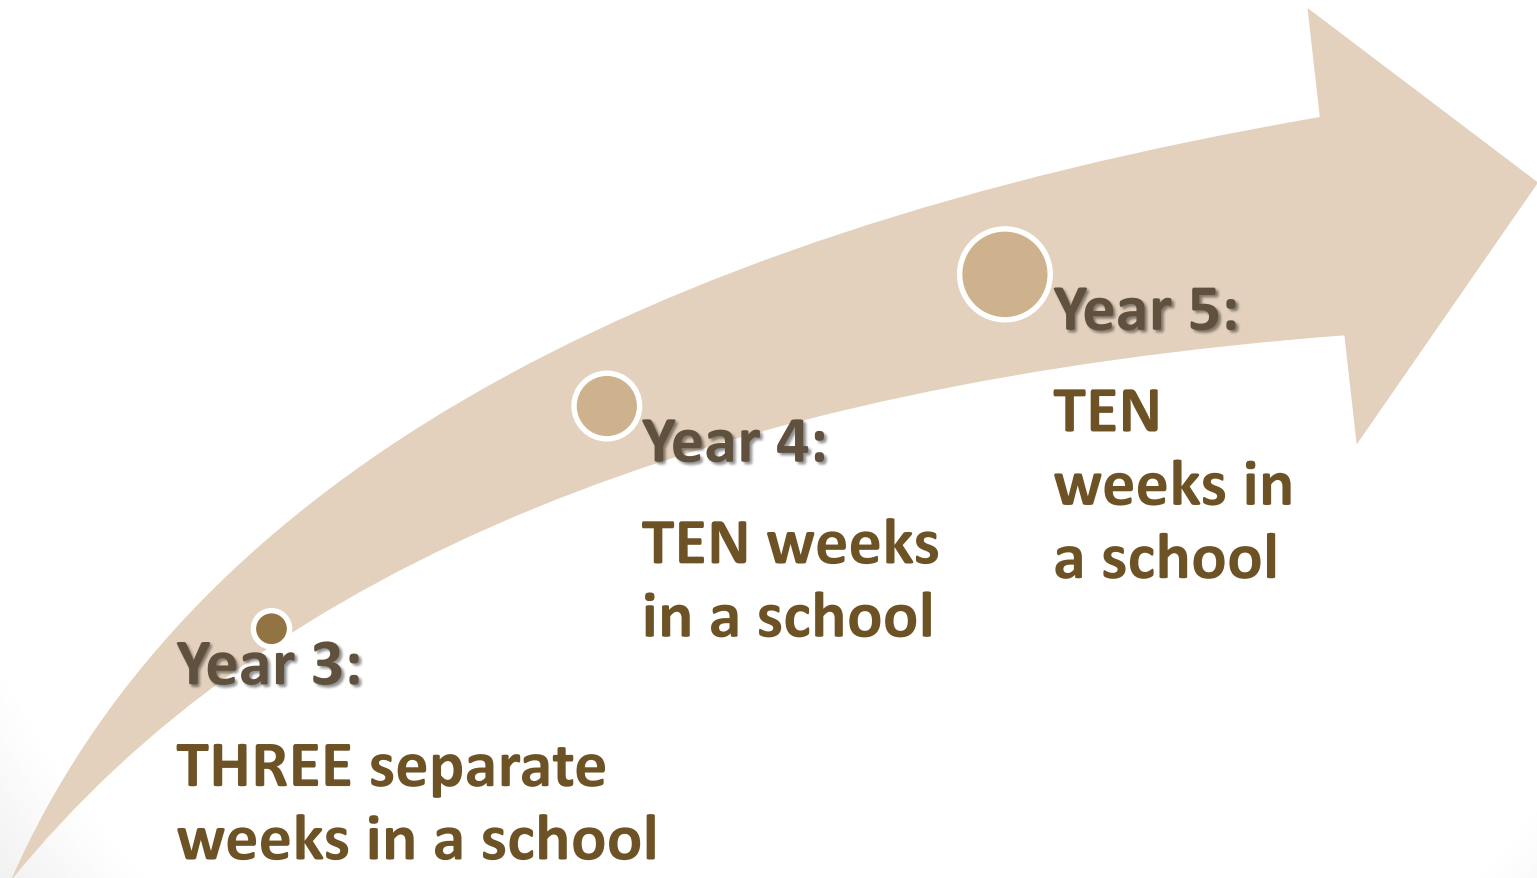 Year 3:
THREE separate
weeks in a school
Year 4:
TEN weeks
in a school
Year 5:
TEN
weeks in
a school